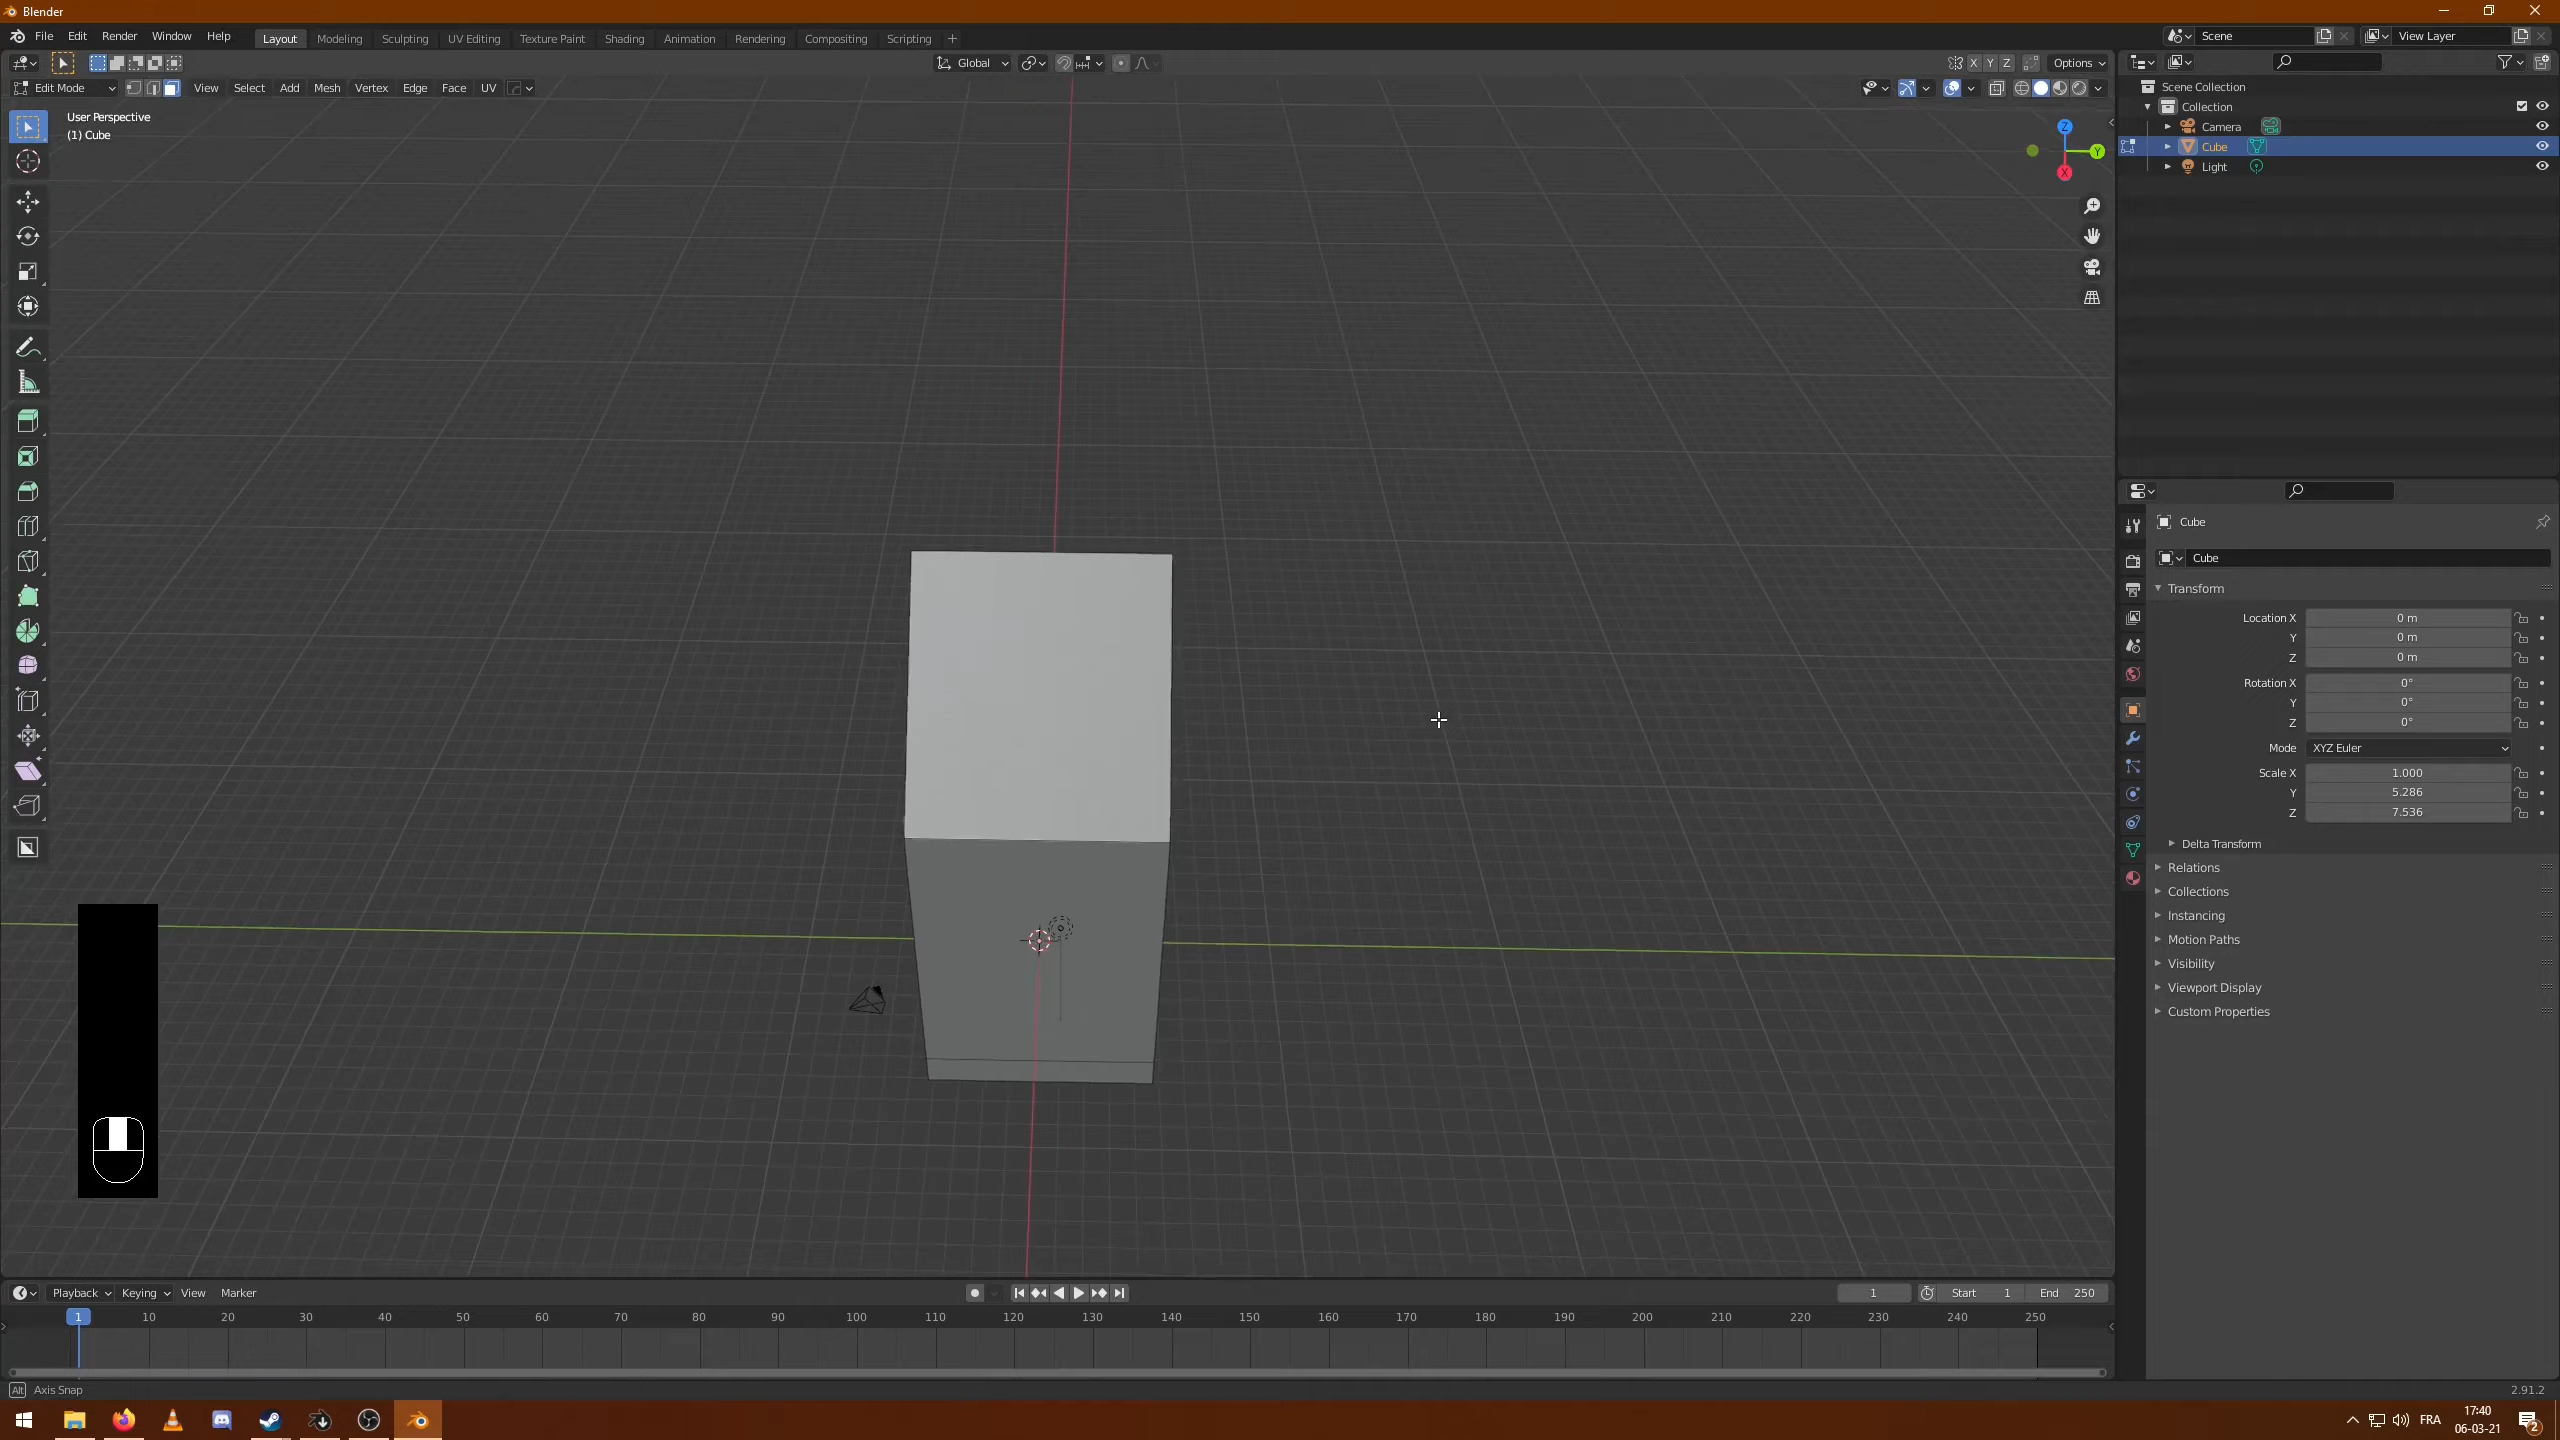 Blender
File Edit Render Window Help Layout Modeling Sculpting UV Editing Texture Paint Shading Animation Rendering Compositing Scripting + Scene View Layer
Global X Y Z Options
Edit Mode View Select Add Mesh Vertex Edge Face UV
User Perspective
(1) Cube
Z
Y
X
Scene Collection
Collection
Camera
Cube
Light
Cube
Cube
Transform
Location X 0 m
Y 0 m
Z 0 m
Rotation X 0°
Y 0°
Z 0°
Mode XYZ Euler
Scale X 1.000
Y 5.286
Z 7.536
Delta Transform
Relations
Collections
Instancing
Motion Paths
Visibility
Viewport Display
Custom Properties
Playback Keying View Marker 1 Start 1 End 250
1 10 20 30 40 50 60 70 80 90 100 110 120 130 140 150 160 170 180 190 200 210 220 230 240 250
Alt Axis Snap 2.91.2
FRA 17:40
06-03-21
2